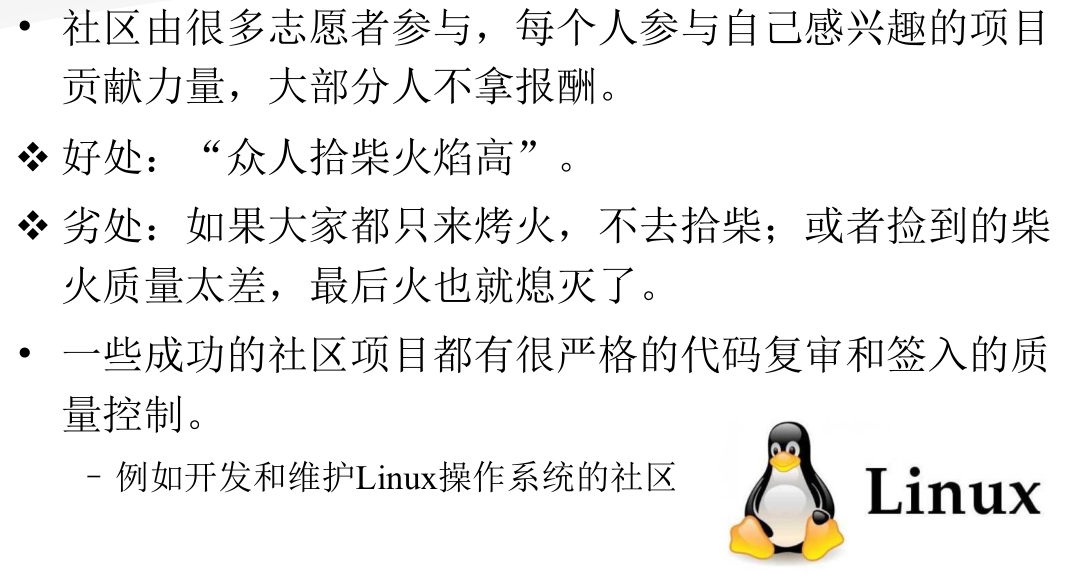 • 社区由很多志愿者参与，每个人参与自己感兴趣的项目
贡献力量，大部分人不拿报酬。
❖ 好处：“众人拾柴火焰高”。
❖ 劣处：如果大家都只来烤火，不去拾柴；或者捡到的柴
火质量太差，最后火也就熄灭了。
• 一些成功的社区项目都有很严格的代码复审和签入的质
量控制。
– 例如开发和维护Linux操作系统的社区
Linux